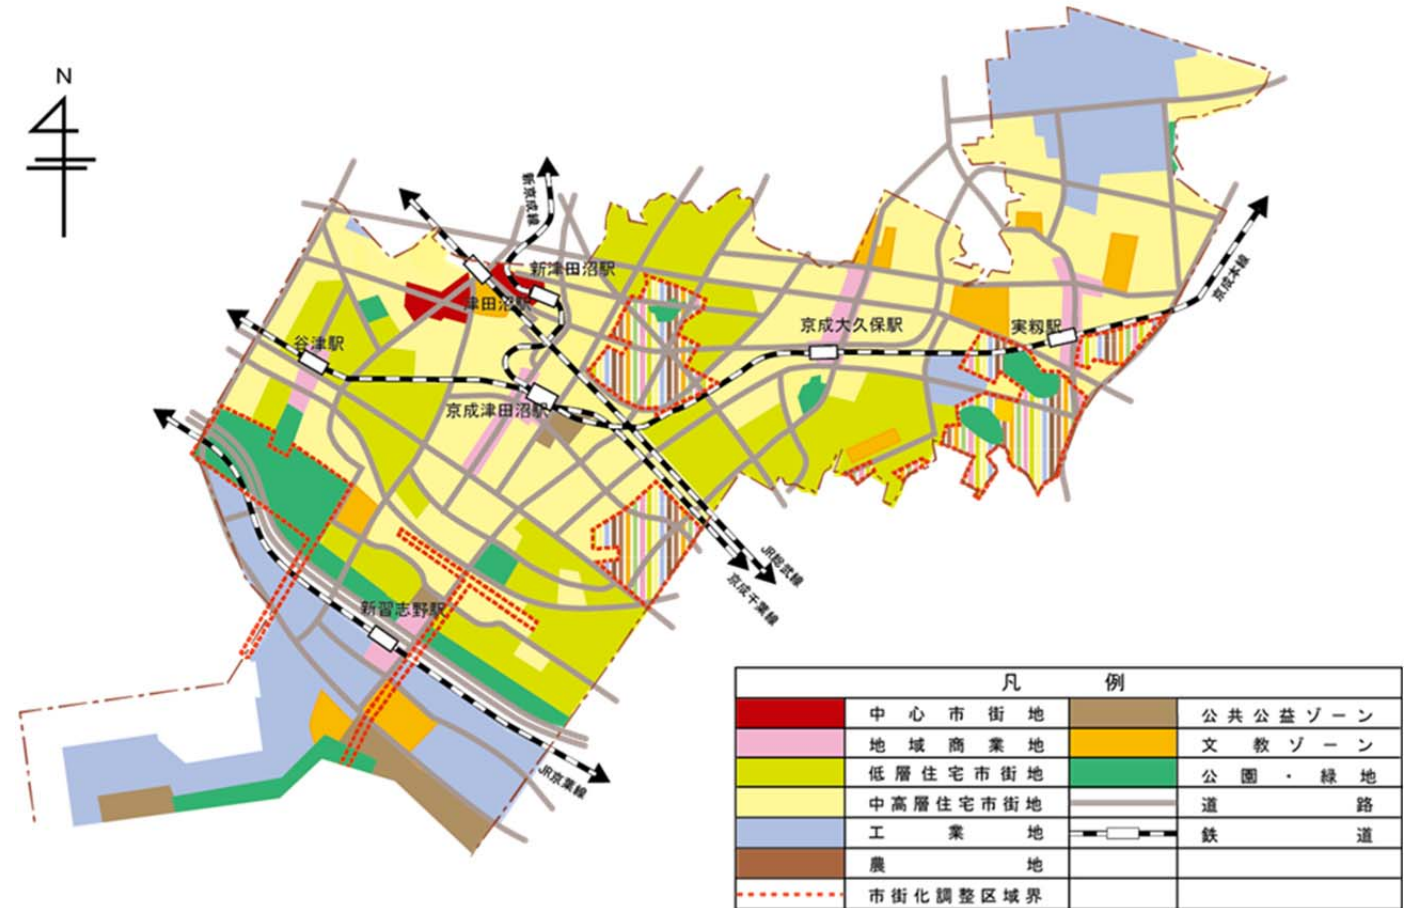 N
新京成線
新津田沼駅
津田沼駅
谷津駅
京成津田沼駅
京成大久保駅
実籾駅
京成本線
JR総武線
京成千葉線
新習志野駅
JR京葉線
凡例
中心市街地 公共公益ゾーン
地域商業地 文教ゾーン
低層住宅市街地 公園・緑地
中高層住宅市街地 道路
工業地 鉄道
農地
市街化調整区域界